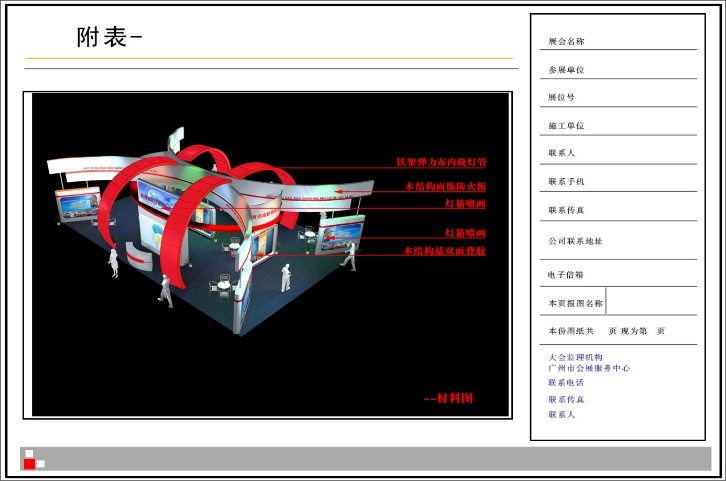 附表-
铁架弹力布内藏灯管
木结构面饰防火板
灯箱喷画
灯箱喷画
木结构裱双面背胶
--材料图
展会名称
参展单位
展位号
施工单位
联系人
联系手机
联系传真
公司联系地址
电子信箱
本页报图名称
本份图纸共 页 现为第 页
大会监理机构
广州市会展服务中心
联系电话
联系传真
联系人